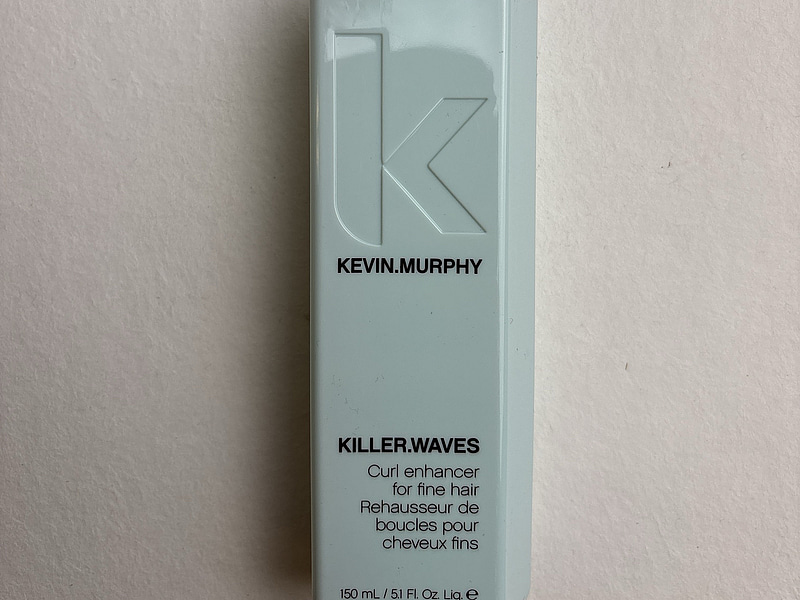 k
KEVIN.MURPHY
KILLER.WAVES
Curl enhancer
for fine hair
Rehausseur de
boucles pour
cheveux fins
150 mL / 5.1 Fl. Oz. Liq. e